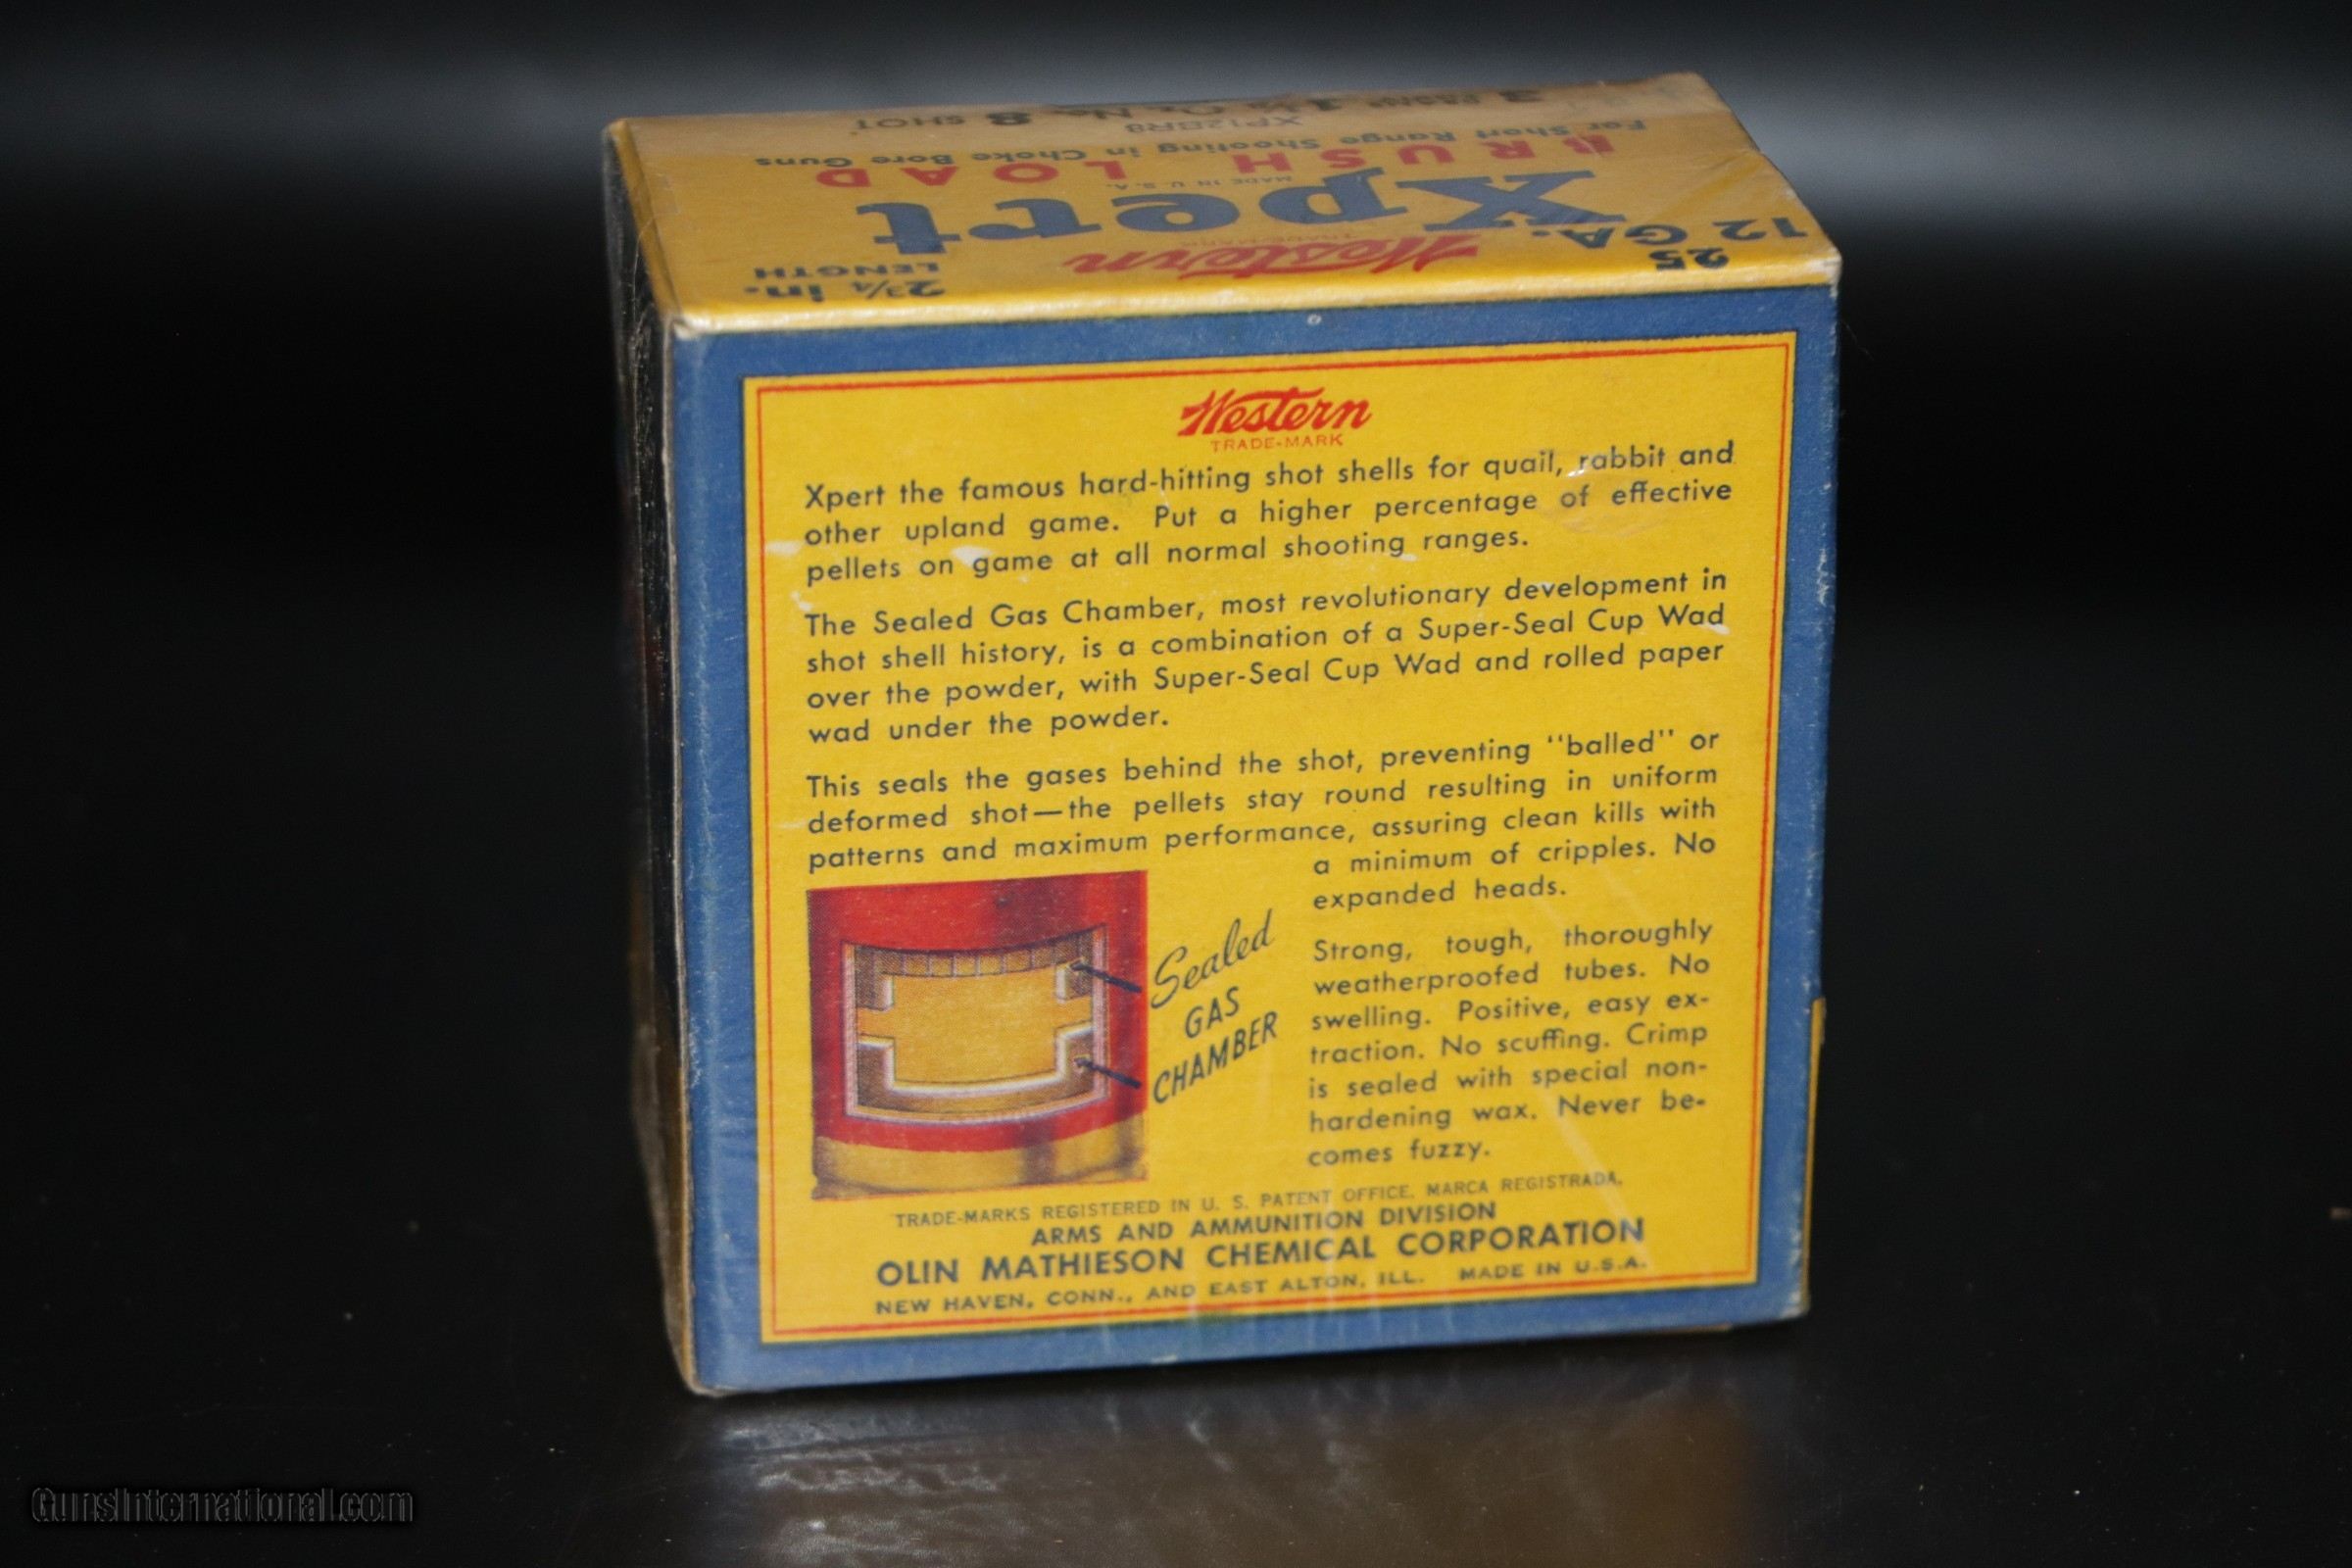 25
12 GA.
Western
TRADE-MARK
2¾ in.
LENGTH
Xpert
MADE IN U.S.A.
BRUSH LOAD
For Short Range Shooting in Choke Bore Guns
XP12BR8
8 SHOT
Western
TRADE-MARK
Xpert the famous hard-hitting shot shells for quail, rabbit and
other upland game. Put a higher percentage of effective
pellets on game at all normal shooting ranges.
The Sealed Gas Chamber, most revolutionary development in
shot shell history, is a combination of a Super-Seal Cup Wad
over the powder, with Super-Seal Cup Wad and rolled paper
wad under the powder.
This seals the gases behind the shot, preventing "balled" or
deformed shot—the pellets stay round resulting in uniform
patterns and maximum performance, assuring clean kills with
a minimum of cripples. No
expanded heads.
Sealed
GAS
CHAMBER
Strong, tough, thoroughly
weatherproofed tubes. No
swelling. Positive, easy ex-
traction. No scuffing. Crimp
is sealed with special non-
hardening wax. Never be-
comes fuzzy.
TRADE-MARKS REGISTERED IN U. S. PATENT OFFICE. MARCA REGISTRADA.
ARMS AND AMMUNITION DIVISION
OLIN MATHIESON CHEMICAL CORPORATION
NEW HAVEN, CONN., AND EAST ALTON, ILL. MADE IN U.S.A.
GunsInternational.com